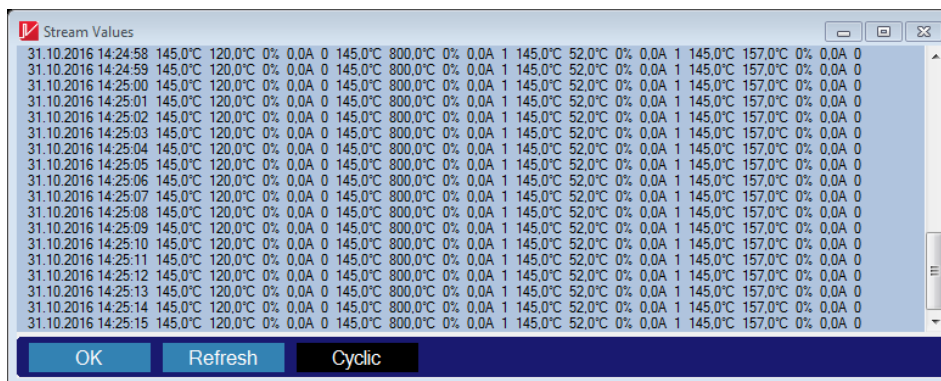 Stream Values
31.10.2016 14:24:58 145,0°C 120,0°C 0% 0,0A 0 145,0°C 800,0°C 0% 0,0A 1 145,0°C 52,0°C 0% 0,0A 1 145,0°C 157,0°C 0% 0,0A 0
31.10.2016 14:24:59 145,0°C 120,0°C 0% 0,0A 0 145,0°C 800,0°C 0% 0,0A 1 145,0°C 52,0°C 0% 0,0A 1 145,0°C 157,0°C 0% 0,0A 0
31.10.2016 14:25:00 145,0°C 120,0°C 0% 0,0A 0 145,0°C 800,0°C 0% 0,0A 1 145,0°C 52,0°C 0% 0,0A 1 145,0°C 157,0°C 0% 0,0A 0
31.10.2016 14:25:01 145,0°C 120,0°C 0% 0,0A 0 145,0°C 800,0°C 0% 0,0A 1 145,0°C 52,0°C 0% 0,0A 1 145,0°C 157,0°C 0% 0,0A 0
31.10.2016 14:25:02 145,0°C 120,0°C 0% 0,0A 0 145,0°C 800,0°C 0% 0,0A 1 145,0°C 52,0°C 0% 0,0A 1 145,0°C 157,0°C 0% 0,0A 0
31.10.2016 14:25:03 145,0°C 120,0°C 0% 0,0A 0 145,0°C 800,0°C 0% 0,0A 1 145,0°C 52,0°C 0% 0,0A 1 145,0°C 157,0°C 0% 0,0A 0
31.10.2016 14:25:04 145,0°C 120,0°C 0% 0,0A 0 145,0°C 800,0°C 0% 0,0A 1 145,0°C 52,0°C 0% 0,0A 1 145,0°C 157,0°C 0% 0,0A 0
31.10.2016 14:25:05 145,0°C 120,0°C 0% 0,0A 0 145,0°C 800,0°C 0% 0,0A 1 145,0°C 52,0°C 0% 0,0A 1 145,0°C 157,0°C 0% 0,0A 0
31.10.2016 14:25:06 145,0°C 120,0°C 0% 0,0A 0 145,0°C 800,0°C 0% 0,0A 1 145,0°C 52,0°C 0% 0,0A 1 145,0°C 157,0°C 0% 0,0A 0
31.10.2016 14:25:07 145,0°C 120,0°C 0% 0,0A 0 145,0°C 800,0°C 0% 0,0A 1 145,0°C 52,0°C 0% 0,0A 1 145,0°C 157,0°C 0% 0,0A 0
31.10.2016 14:25:08 145,0°C 120,0°C 0% 0,0A 0 145,0°C 800,0°C 0% 0,0A 1 145,0°C 52,0°C 0% 0,0A 1 145,0°C 157,0°C 0% 0,0A 0
31.10.2016 14:25:09 145,0°C 120,0°C 0% 0,0A 0 145,0°C 800,0°C 0% 0,0A 1 145,0°C 52,0°C 0% 0,0A 1 145,0°C 157,0°C 0% 0,0A 0
31.10.2016 14:25:10 145,0°C 120,0°C 0% 0,0A 0 145,0°C 800,0°C 0% 0,0A 1 145,0°C 52,0°C 0% 0,0A 1 145,0°C 157,0°C 0% 0,0A 0
31.10.2016 14:25:11 145,0°C 120,0°C 0% 0,0A 0 145,0°C 800,0°C 0% 0,0A 1 145,0°C 52,0°C 0% 0,0A 1 145,0°C 157,0°C 0% 0,0A 0
31.10.2016 14:25:12 145,0°C 120,0°C 0% 0,0A 0 145,0°C 800,0°C 0% 0,0A 1 145,0°C 52,0°C 0% 0,0A 1 145,0°C 157,0°C 0% 0,0A 0
31.10.2016 14:25:13 145,0°C 120,0°C 0% 0,0A 0 145,0°C 800,0°C 0% 0,0A 1 145,0°C 52,0°C 0% 0,0A 1 145,0°C 157,0°C 0% 0,0A 0
31.10.2016 14:25:14 145,0°C 120,0°C 0% 0,0A 0 145,0°C 800,0°C 0% 0,0A 1 145,0°C 52,0°C 0% 0,0A 1 145,0°C 157,0°C 0% 0,0A 0
31.10.2016 14:25:15 145,0°C 120,0°C 0% 0,0A 0 145,0°C 800,0°C 0% 0,0A 1 145,0°C 52,0°C 0% 0,0A 1 145,0°C 157,0°C 0% 0,0A 0
OK Refresh Cyclic